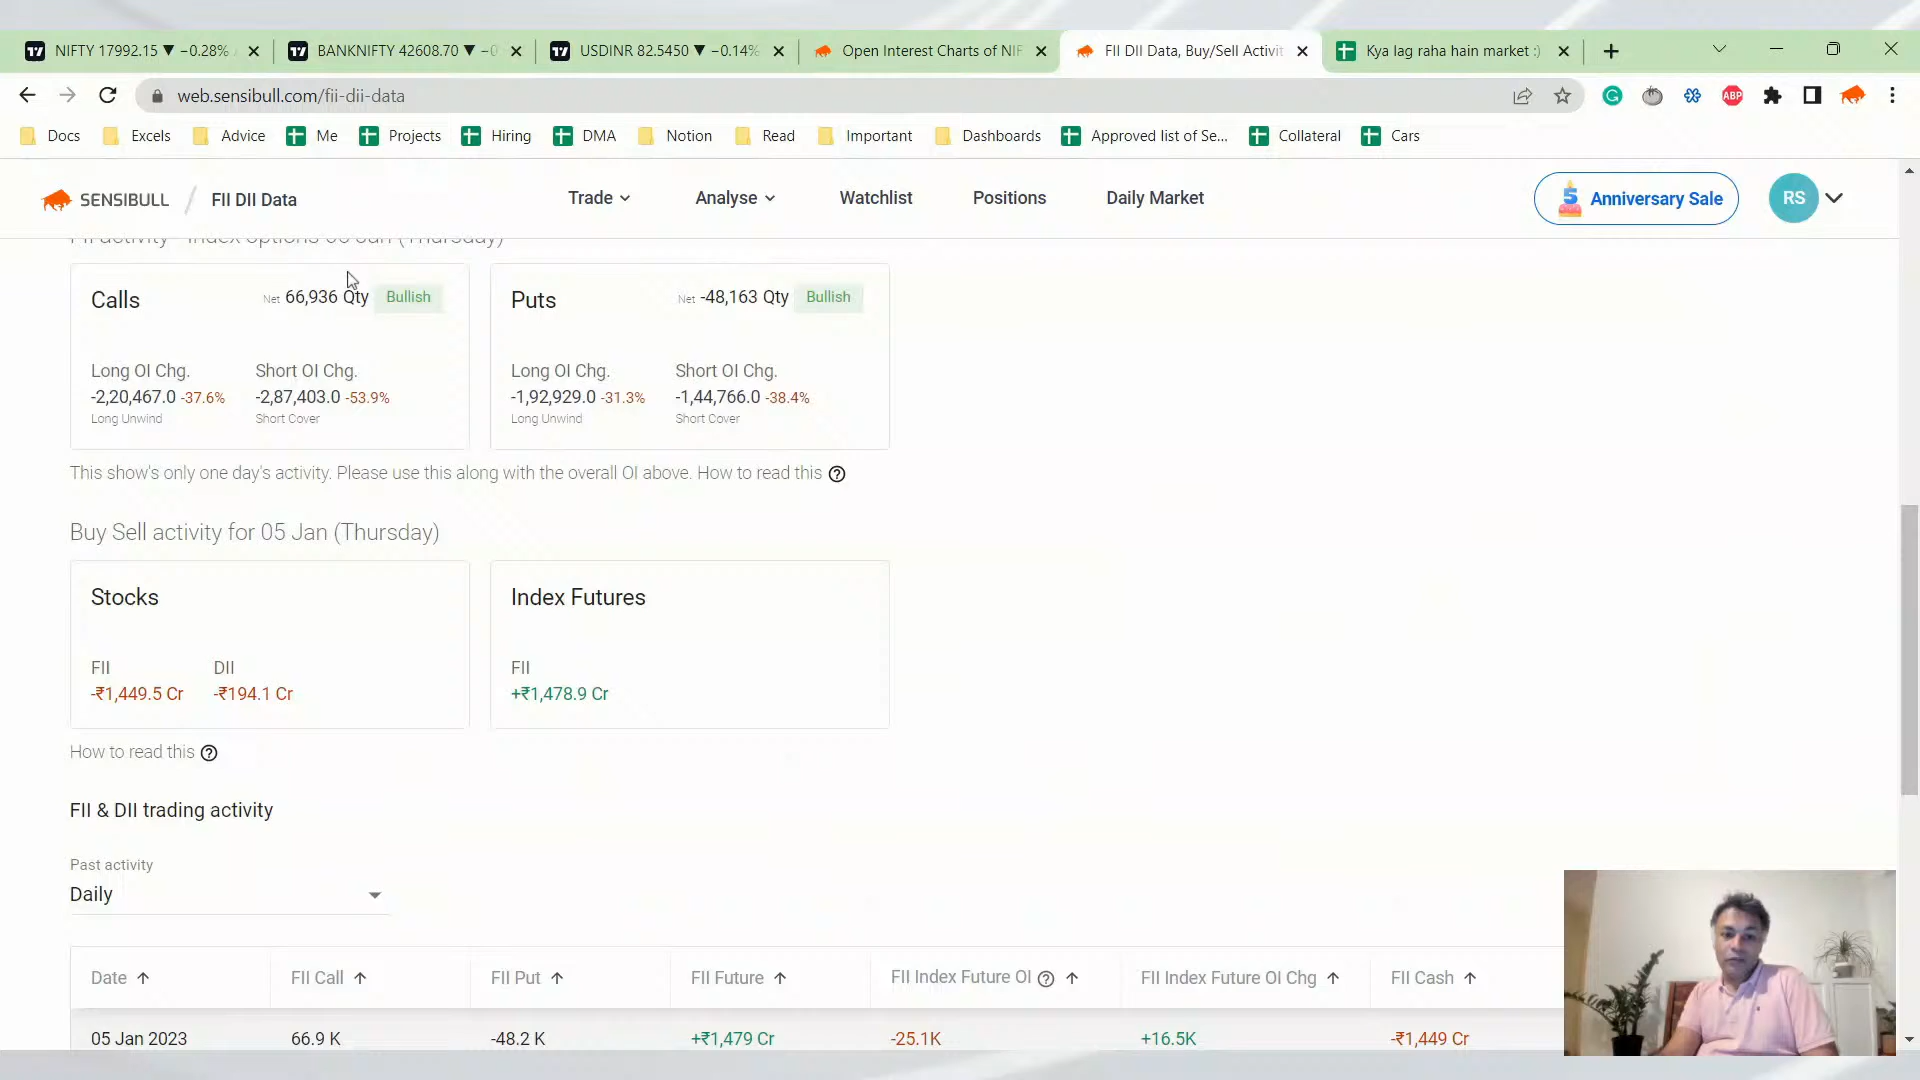 NIFTY 17992.15 ▼ −0.28%
BANKNIFTY 42608.70 ▼
USDINR 82.5450 ▼ −0.14%
Open Interest Charts of NIF
FII DII Data, Buy/Sell Activit
Kya lag raha hain market :)
web.sensibull.com/fii-dii-data
ABP
Docs
Excels
Advice
Me
Projects
Hiring
DMA
Notion
Read
Important
Dashboards
Approved list of Se...
Collateral
Cars
SENSIBULL
FII DII Data
Trade
Analyse
Watchlist
Positions
Daily Market
5
Anniversary Sale
RS
FII activity - Index options 05 Jan (Thursday)
Calls
Net 66,936 Qty
Bullish
Puts
Net -48,163 Qty
Bullish
Long OI Chg.
Short OI Chg.
Long OI Chg.
Short OI Chg.
-2,20,467.0 -37.6%
-2,87,403.0 -53.9%
-1,92,929.0 -31.3%
-1,44,766.0 -38.4%
Long Unwind
Short Cover
Long Unwind
Short Cover
This show's only one day's activity. Please use this along with the overall OI above. How to read this ?
Buy Sell activity for 05 Jan (Thursday)
Stocks
Index Futures
FII
DII
FII
-₹1,449.5 Cr
-₹194.1 Cr
+₹1,478.9 Cr
How to read this ?
FII & DII trading activity
Past activity
Daily
Date ↑
FII Call ↑
FII Put ↑
FII Future ↑
FII Index Future OI ? ↑
FII Index Future OI Chg ↑
FII Cash ↑
05 Jan 2023
66.9 K
-48.2 K
+₹1,479 Cr
-25.1K
+16.5K
-₹1,449 Cr